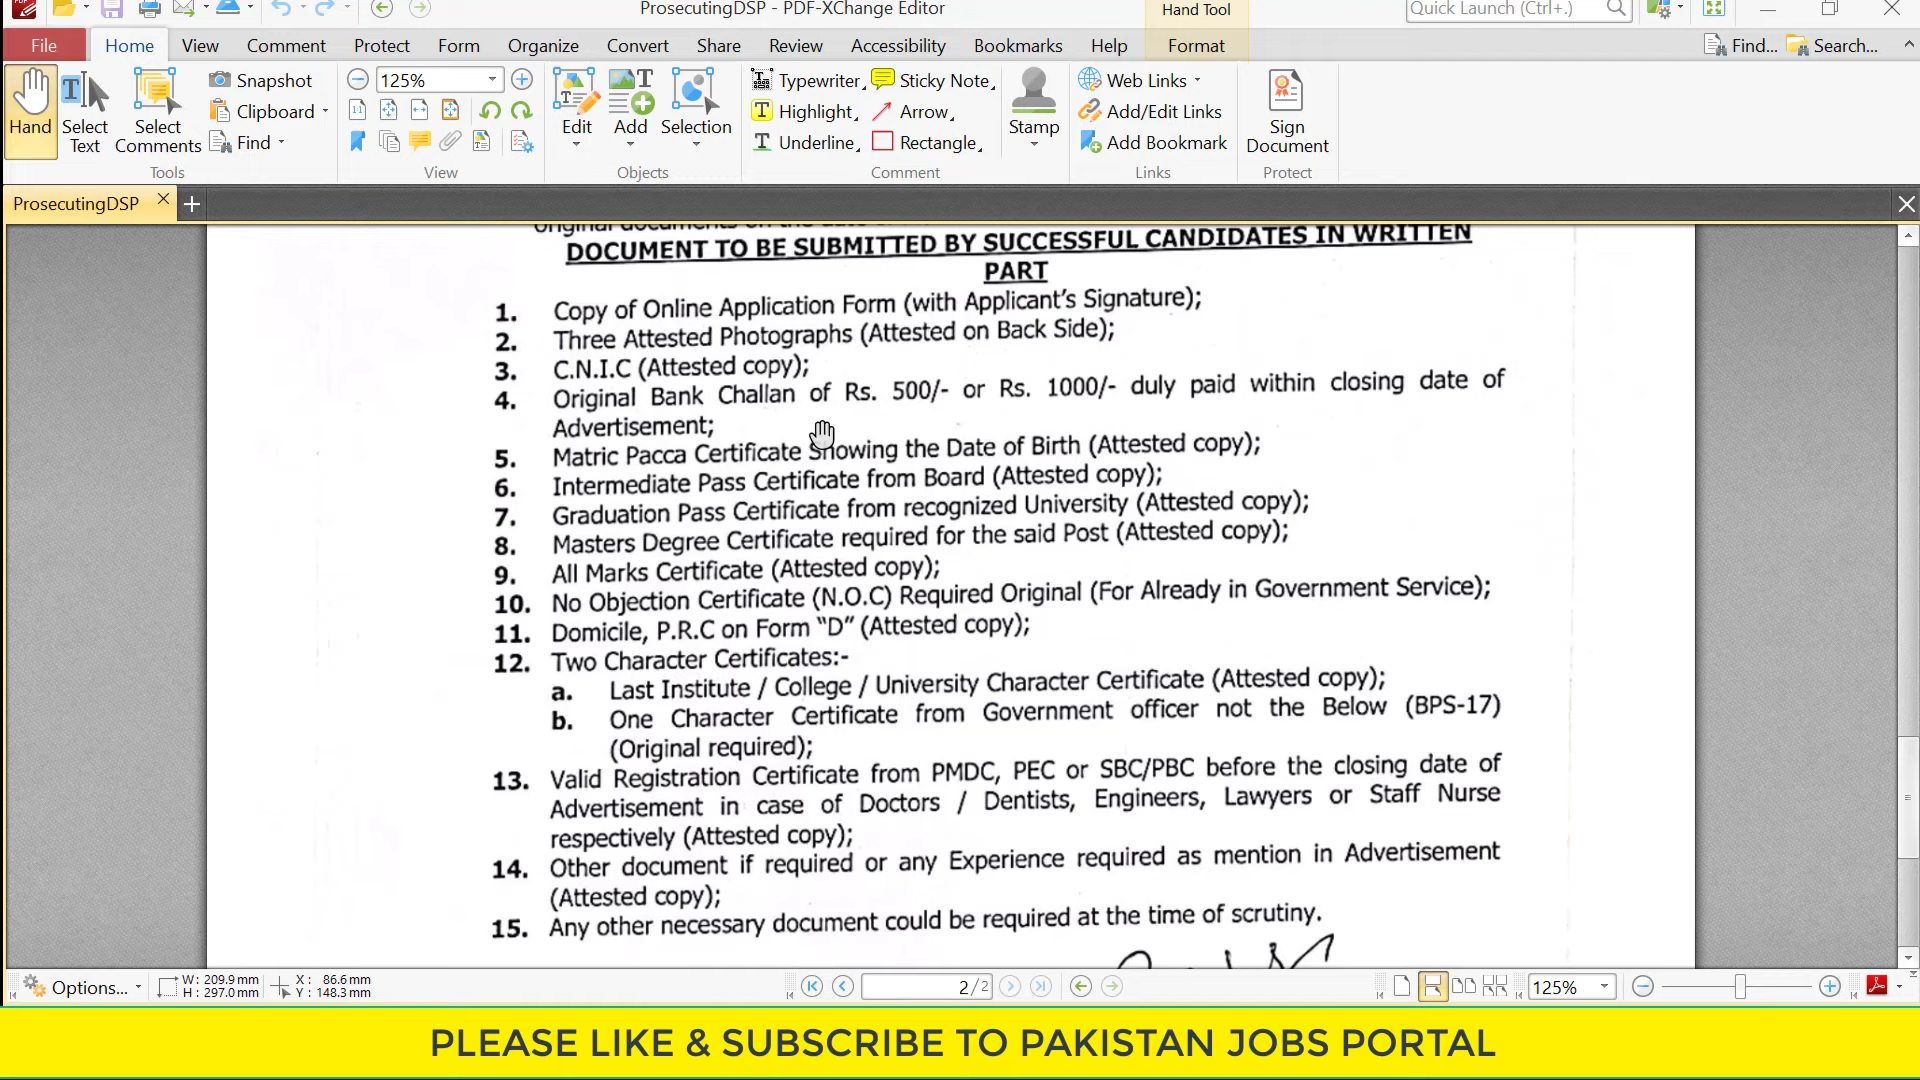 ProsecutingDSP - PDF-XChange Editor
Hand Tool
Quick Launch (Ctrl+.)
File
Home
View
Comment
Protect
Form
Organize
Convert
Share
Review
Accessibility
Bookmarks
Help
Format
Find...
Search...
Hand
Select Text
Select Comments
Snapshot
Clipboard
Find
Tools
125%
View
Edit
Add
Selection
Objects
Typewriter
Highlight
Underline
Sticky Note
Arrow
Rectangle
Stamp
Comment
Web Links
Add/Edit Links
Add Bookmark
Links
Sign Document
Protect
ProsecutingDSP
original documents on the date
DOCUMENT TO BE SUBMITTED BY SUCCESSFUL CANDIDATES IN WRITTEN
PART
1. Copy of Online Application Form (with Applicant's Signature);
2. Three Attested Photographs (Attested on Back Side);
3. C.N.I.C (Attested copy);
4. Original Bank Challan of Rs. 500/- or Rs. 1000/- duly paid within closing date of
Advertisement;
5. Matric Pacca Certificate Showing the Date of Birth (Attested copy);
6. Intermediate Pass Certificate from Board (Attested copy);
7. Graduation Pass Certificate from recognized University (Attested copy);
8. Masters Degree Certificate required for the said Post (Attested copy);
9. All Marks Certificate (Attested copy);
10. No Objection Certificate (N.O.C) Required Original (For Already in Government Service);
11. Domicile, P.R.C on Form "D" (Attested copy);
12. Two Character Certificates:-
a. Last Institute / College / University Character Certificate (Attested copy);
b. One Character Certificate from Government officer not the Below (BPS-17)
(Original required);
13. Valid Registration Certificate from PMDC, PEC or SBC/PBC before the closing date of
Advertisement in case of Doctors / Dentists, Engineers, Lawyers or Staff Nurse
respectively (Attested copy);
14. Other document if required or any Experience required as mention in Advertisement
(Attested copy);
15. Any other necessary document could be required at the time of scrutiny.
Options...
W: 209.9 mm
H: 297.0 mm
X: 86.6 mm
Y: 148.3 mm
2 / 2
125%
PLEASE LIKE & SUBSCRIBE TO PAKISTAN JOBS PORTAL